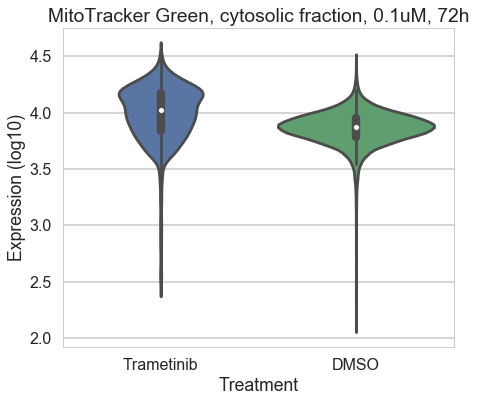 MitoTracker Green, cytosolic fraction, 0.1uM, 72h
Expression (log10)
4.5
4.0
3.5
3.0
2.5
2.0
Trametinib DMSO
Treatment